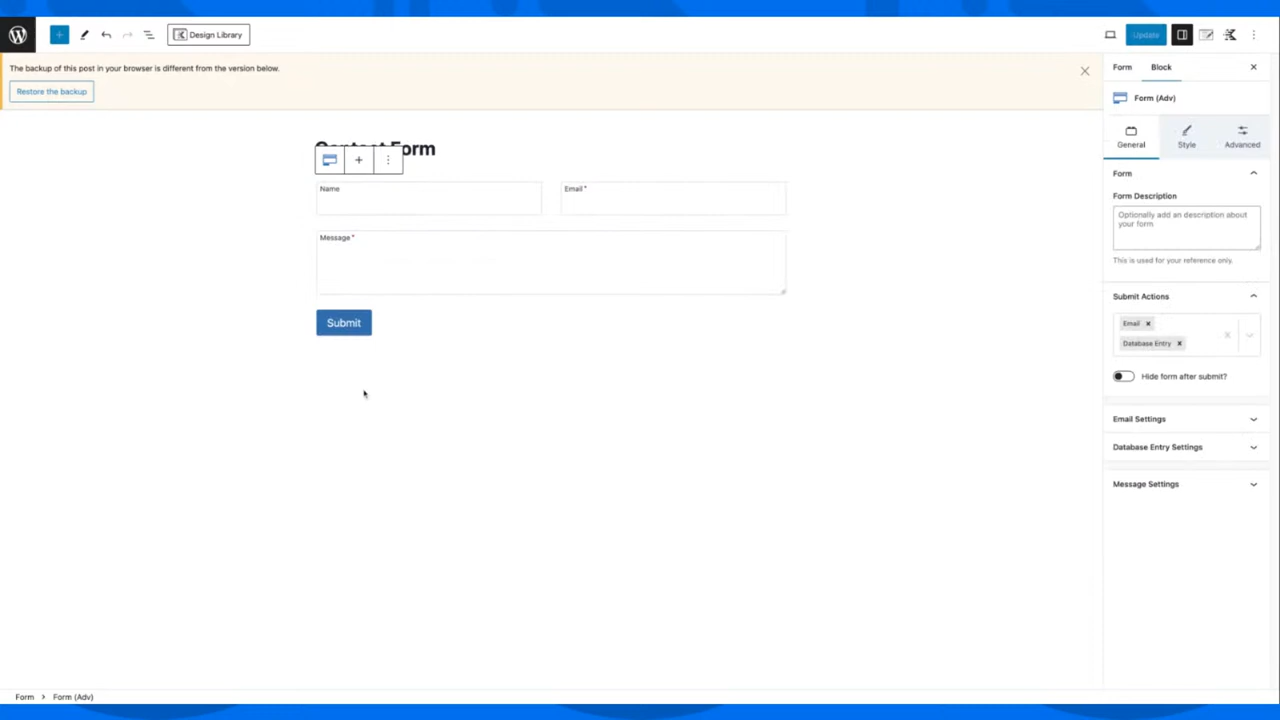 Design Library
Update
The backup of this post in your browser is different from the version below.
Restore the backup
Contact Form
Name
Email *
Message *
Submit
Form
Block
Form (Adv)
General
Style
Advanced
Form
Form Description
Optionally add an description about
your form
This is used for your reference only.
Submit Actions
Email
Database Entry
Hide form after submit?
Email Settings
Database Entry Settings
Message Settings
Form > Form (Adv)